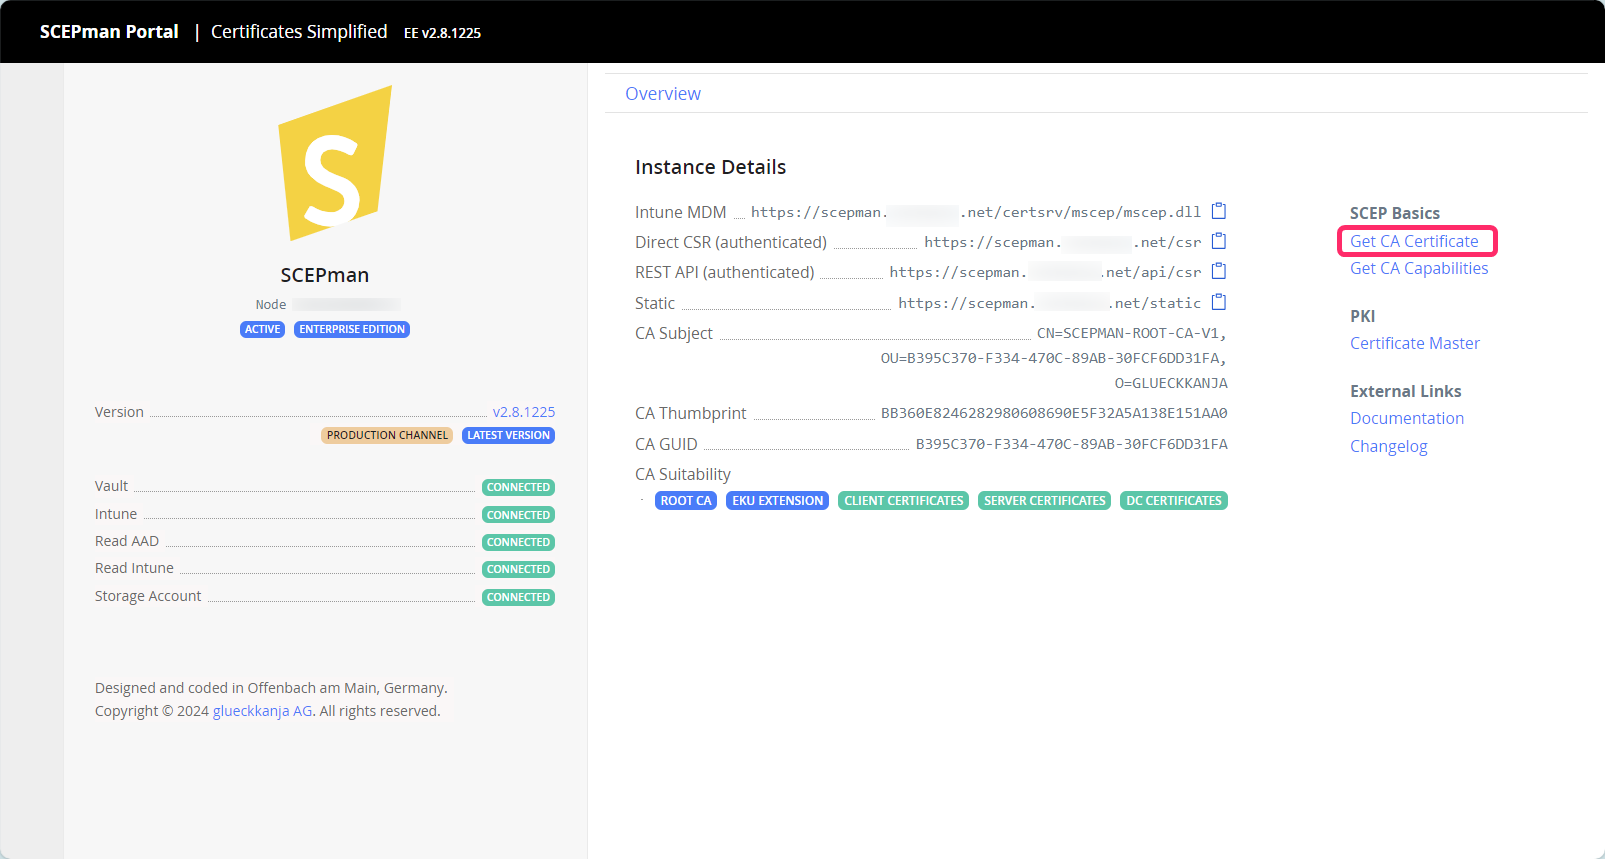 SCEPman Portal | Certificates Simplified EE v2.8.1225
S
SCEPman
Node
ACTIVE ENTERPRISE EDITION
Version v2.8.1225
PRODUCTION CHANNEL LATEST VERSION
Vault CONNECTED
Intune CONNECTED
Read AAD CONNECTED
Read Intune CONNECTED
Storage Account CONNECTED
Designed and coded in Offenbach am Main, Germany.
Copyright © 2024 glueckkanja AG. All rights reserved.
Overview
Instance Details
Intune MDM https://scepman. .net/certsrv/mscep/mscep.dll
Direct CSR (authenticated) https://scepman. .net/csr
REST API (authenticated) https://scepman. .net/api/csr
Static https://scepman. .net/static
CA Subject CN=SCEPMAN-ROOT-CA-V1,
OU=B395C370-F334-470C-89AB-30FCF6DD31FA,
O=GLUECKKANJA
CA Thumbprint BB360E8246282980608690E5F32A5A138E151AA0
CA GUID B395C370-F334-470C-89AB-30FCF6DD31FA
CA Suitability
ROOT CA EKU EXTENSION CLIENT CERTIFICATES SERVER CERTIFICATES DC CERTIFICATES
SCEP Basics
Get CA Certificate
Get CA Capabilities
PKI
Certificate Master
External Links
Documentation
Changelog